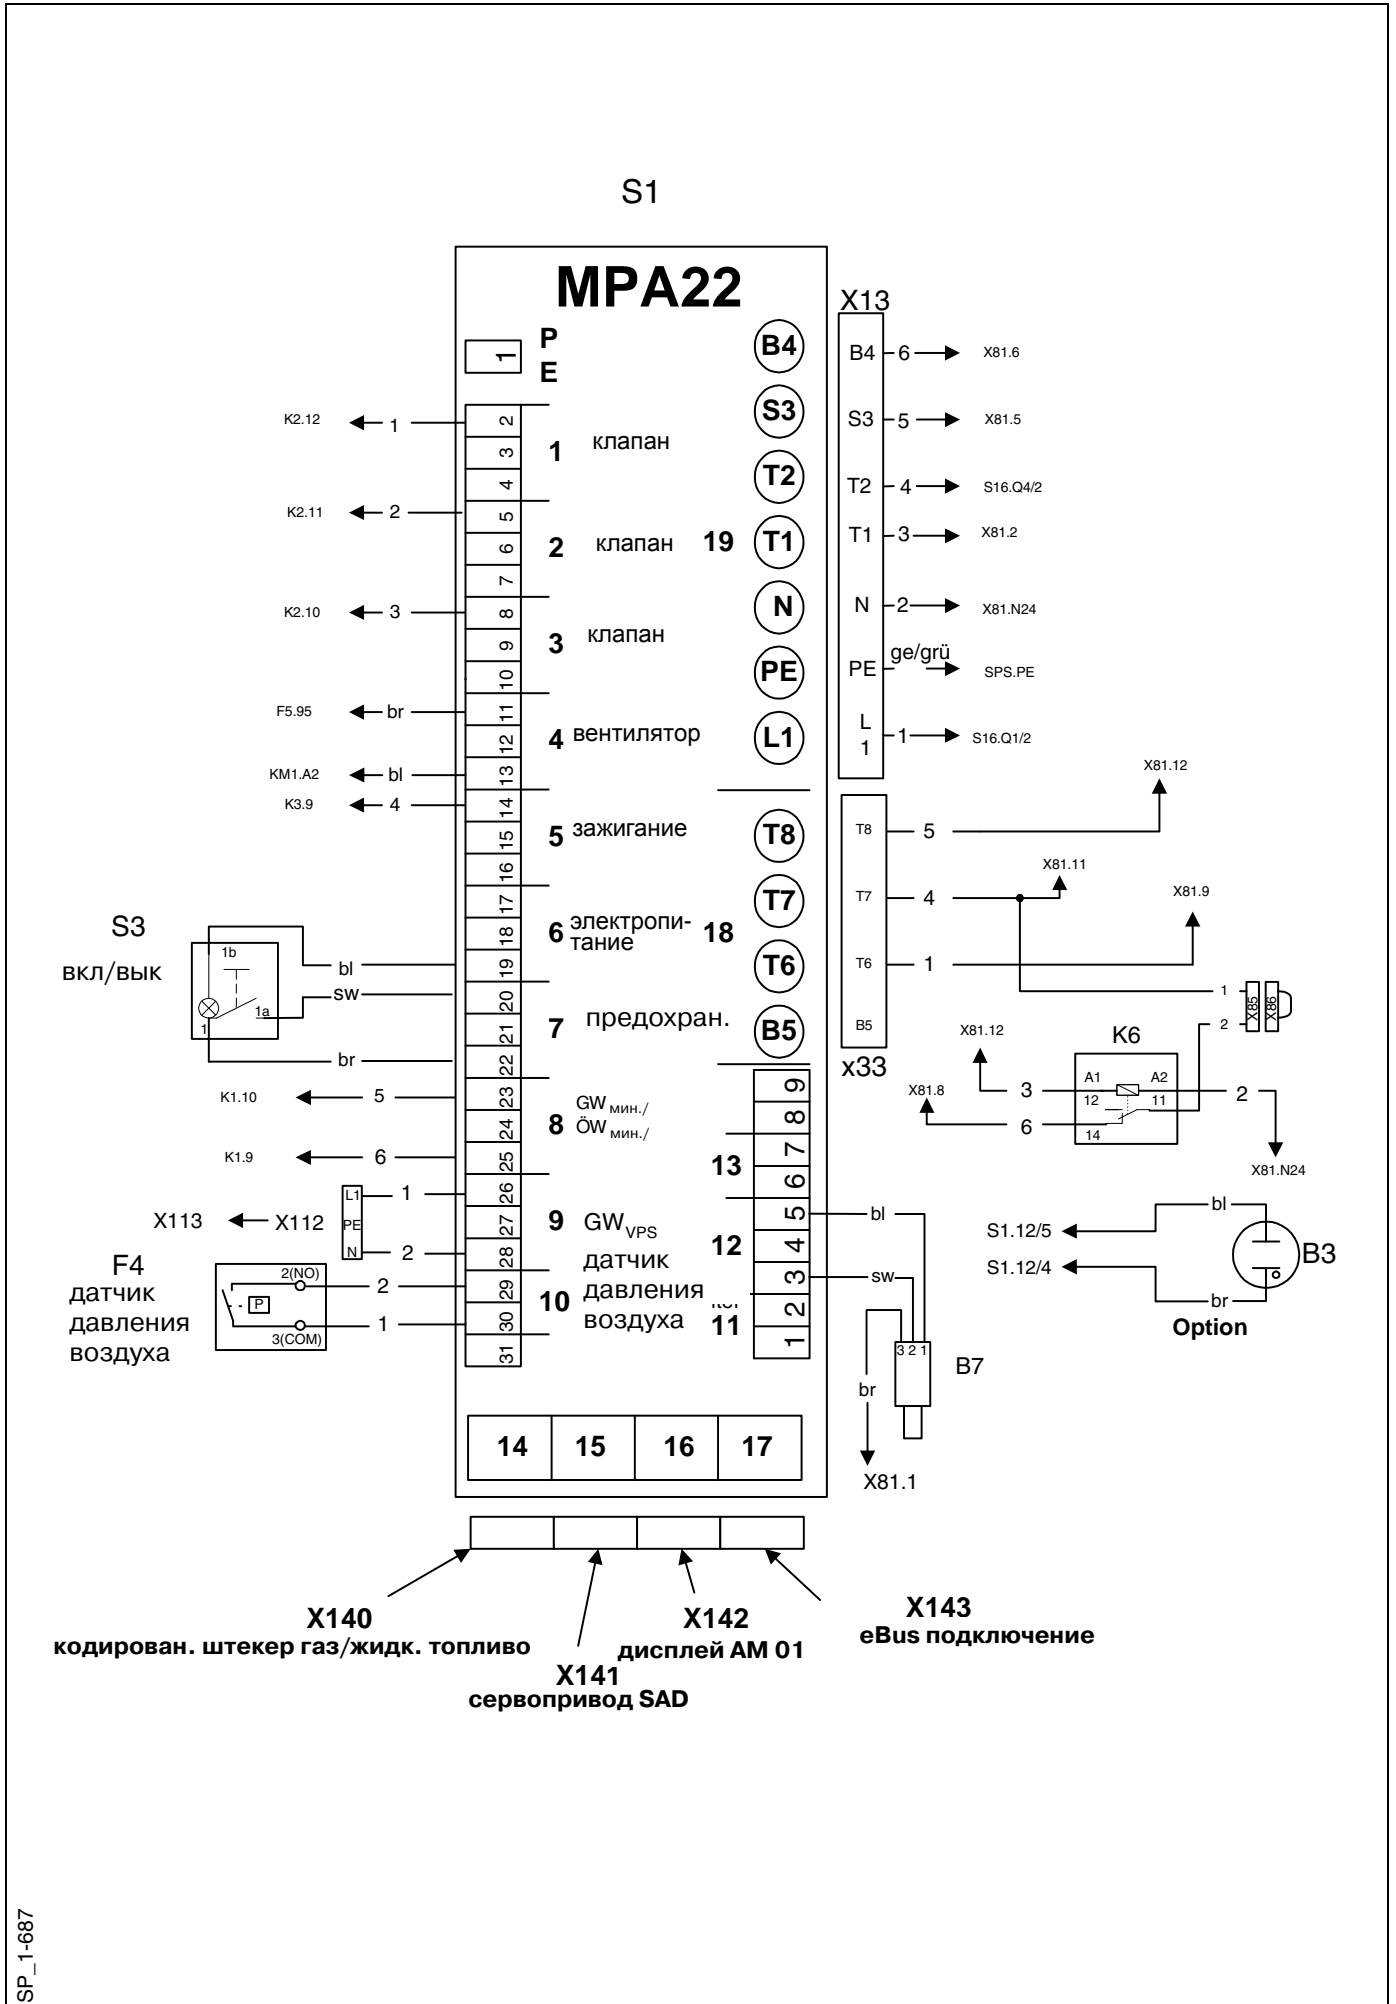 S1
MPA22
P
E
1
2
3
4
5
6
7
8
9
10
11
12
13
14
15
16
17
18
19
20
21
22
23
24
25
26
27
28
29
30
31
1 клапан
2 клапан
3 клапан
4 вентилятор
5 зажигание
6 электропи-
тание
7 предохран.
8 GW мин./
ÖW мин./
9 GW VPS
10 датчик
давления
воздуха
19
B4
S3
T2
T1
N
PE
L1
18
T8
T7
T6
B5
13
12
11
9
8
7
6
5
4
3
2
1
14 15 16 17
K2.12 1
K2.11 2
K2.10 3
F5.95 br
KM1.A2 bl
K3.9 4
S3
вкл/вык
1b
1a
1
bl
sw
br
K1.10 5
K1.9 6
X113 X112
L1 1
PE
N 2
F4
датчик
давления
воздуха
2(NO)
P
3(COM)
2
1
X13
B4 6 X81.6
S3 5 X81.5
T2 4 S16.Q4/2
T1 3 X81.2
N 2 X81.N24
PE ge/grü SPS.PE
L
1 1 S16.Q1/2
X81.12
T8 5
X81.11
T7 4
X81.9
T6 1
B5
x33
1
2
X85 X86
K6
X81.12
3
X81.8
6
A1 A2
12 11
14
2
X81.N24
bl
sw
3 2 1
B7
br
X81.1
bl
S1.12/5
S1.12/4
B3
br
Option
X140
кодирован. штекер газ/жидк. топливо
X141
сервопривод SAD
X142
дисплей AM 01
X143
eBus подключение
SP_1-687